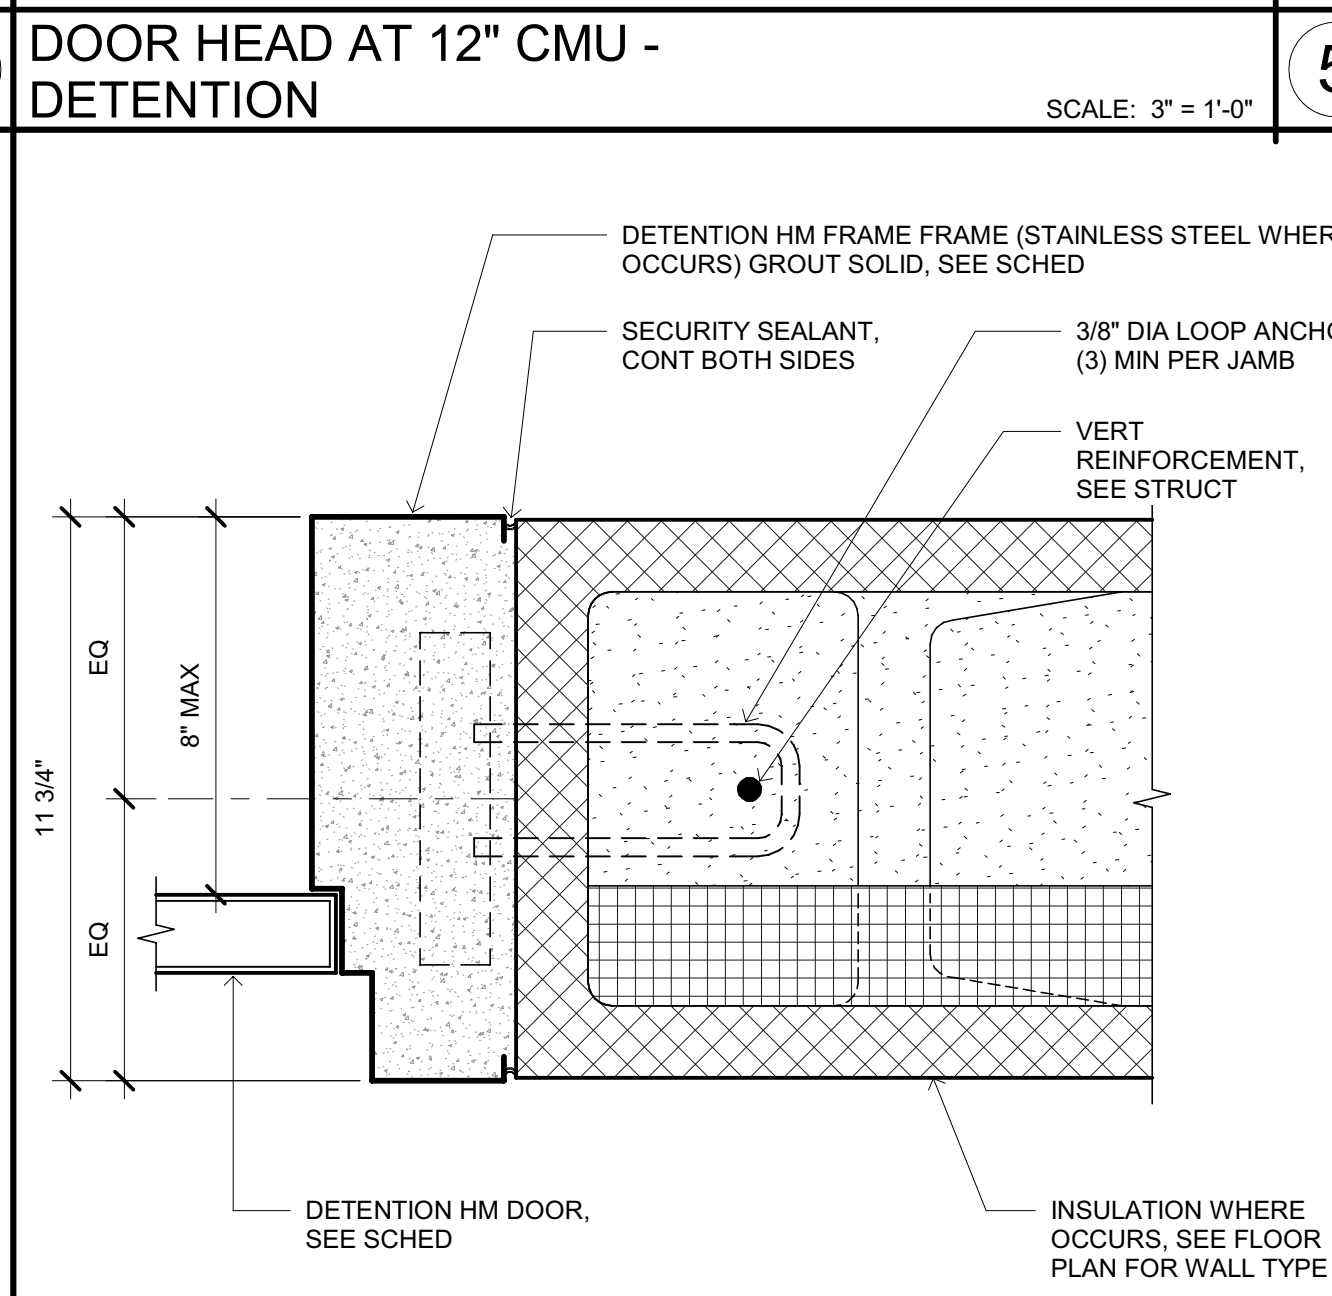 DOOR HEAD AT 12" CMU -
DETENTION
SCALE: 3" = 1'-0"
5
DETENTION HM FRAME FRAME (STAINLESS STEEL
OCCURS) GROUT SOLID, SEE SCHED
SECURITY SEALANT,
CONT BOTH SIDES
3/8" DIA LOOP
(3) MIN PER JAMB
VERT
REINFORCEMENT,
SEE STRUCT
EQ
8" MAX
11 3/4"
EQ
DETENTION HM DOOR,
SEE SCHED
INSULATION WHERE
OCCURS, SEE FLOOR
PLAN FOR WALL TYPE